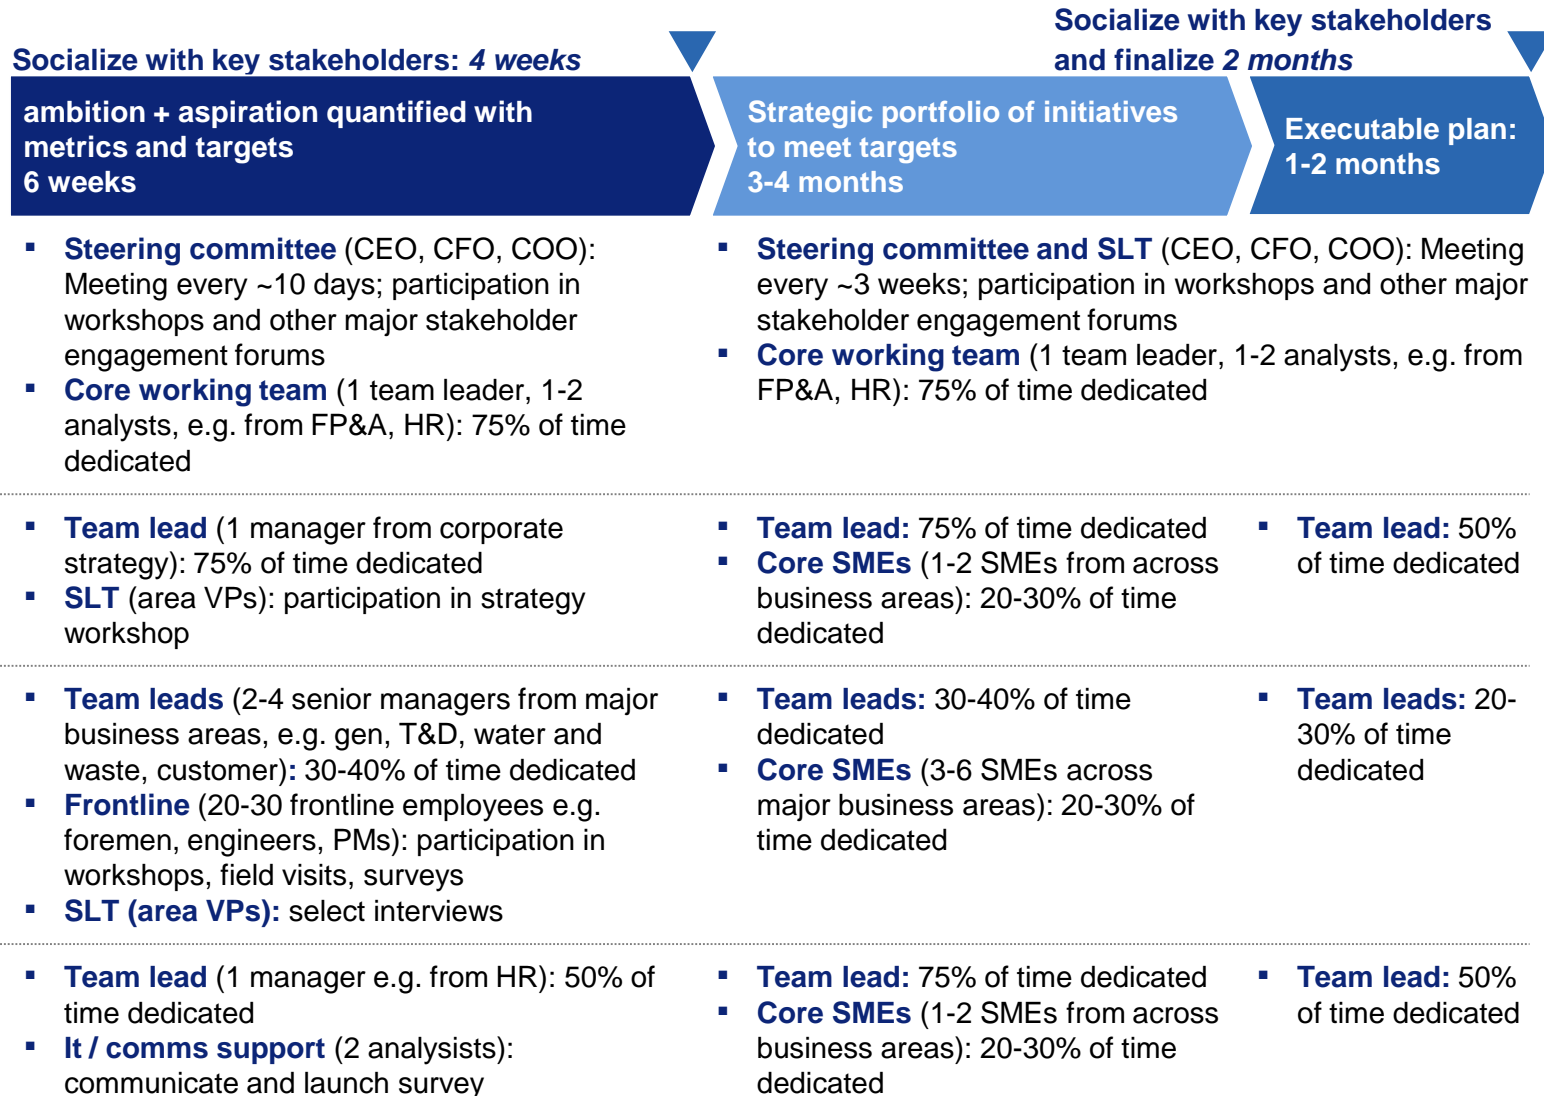 Socialize with key stakeholders: 4 weeks
Socialize with key stakeholders
and finalize 2 months
ambition + aspiration quantified with
metrics and targets
6 weeks
Strategic portfolio of initiatives
to meet targets
3-4 months
Executable plan:
1-2 months
▪ Steering committee (CEO, CFO, COO):
Meeting every ~10 days; participation in
workshops and other major stakeholder
engagement forums
▪ Core working team (1 team leader, 1-2
analysts, e.g. from FP&A, HR): 75% of time
dedicated
▪ Steering committee and SLT (CEO, CFO, COO): Meeting
every ~3 weeks; participation in workshops and other major
stakeholder engagement forums
▪ Core working team (1 team leader, 1-2 analysts, e.g. from
FP&A, HR): 75% of time dedicated
▪ Team lead (1 manager from corporate
strategy): 75% of time dedicated
▪ SLT (area VPs): participation in strategy
workshop
▪ Team lead: 75% of time dedicated
▪ Core SMEs (1-2 SMEs from across
business areas): 20-30% of time
dedicated
▪ Team lead: 50%
of time dedicated
▪ Team leads (2-4 senior managers from major
business areas, e.g. gen, T&D, water and
waste, customer): 30-40% of time dedicated
▪ Frontline (20-30 frontline employees e.g.
foremen, engineers, PMs): participation in
workshops, field visits, surveys
▪ SLT (area VPs): select interviews
▪ Team leads: 30-40% of time
dedicated
▪ Core SMEs (3-6 SMEs across
major business areas): 20-30% of
time dedicated
▪ Team leads: 20-
30% of time
dedicated
▪ Team lead (1 manager e.g. from HR): 50% of
time dedicated
▪ It / comms support (2 analysists):
communicate and launch survey
▪ Team lead: 75% of time dedicated
▪ Core SMEs (1-2 SMEs from across
business areas): 20-30% of time
dedicated
▪ Team lead: 50%
of time dedicated